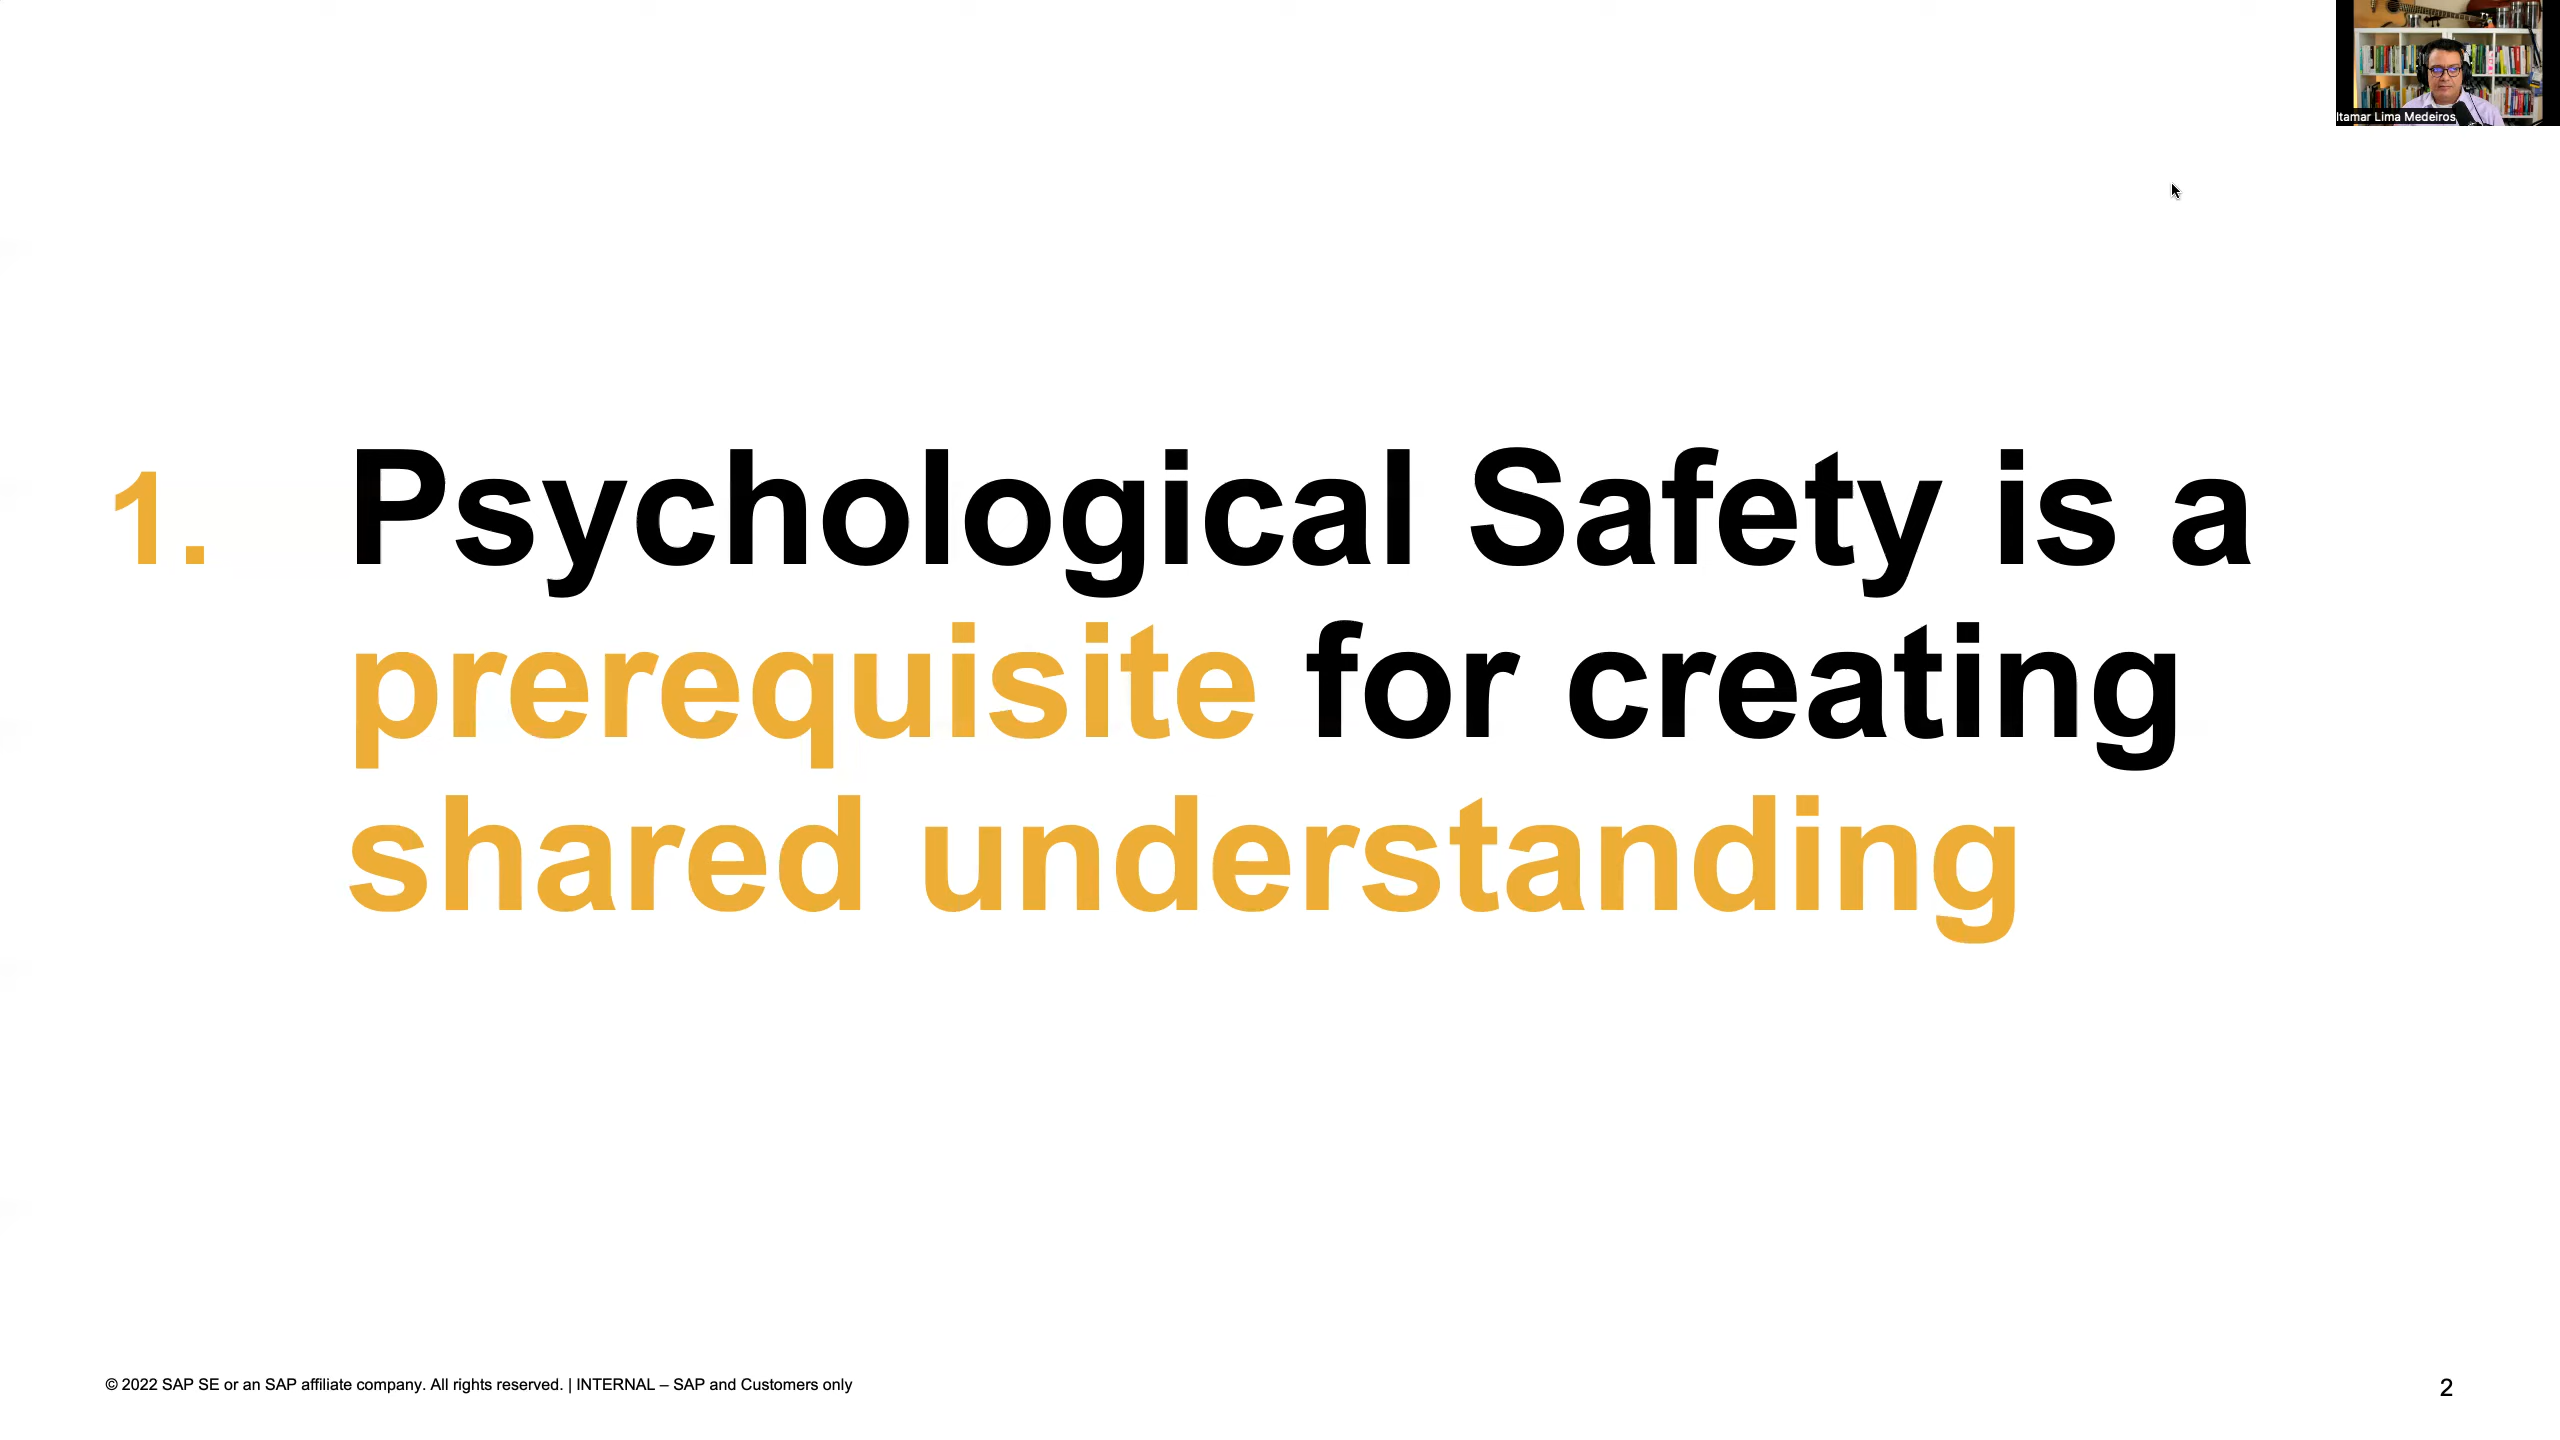 Itamar Lima Medeiros
1. Psychological Safety is a
prerequisite for creating
shared understanding
© 2022 SAP SE or an SAP affiliate company. All rights reserved. | INTERNAL – SAP and Customers only
2